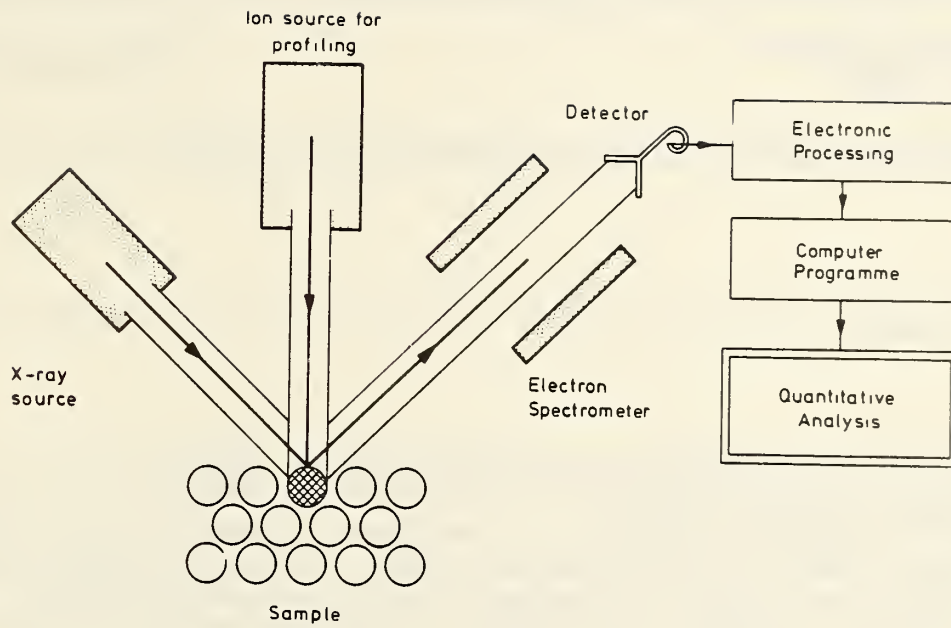 Ion source for
profiling
Detector
Electronic
Processing
Computer
Programme
X-ray
source
Electron
Spectrometer
Quantitative
Analysis
Sample